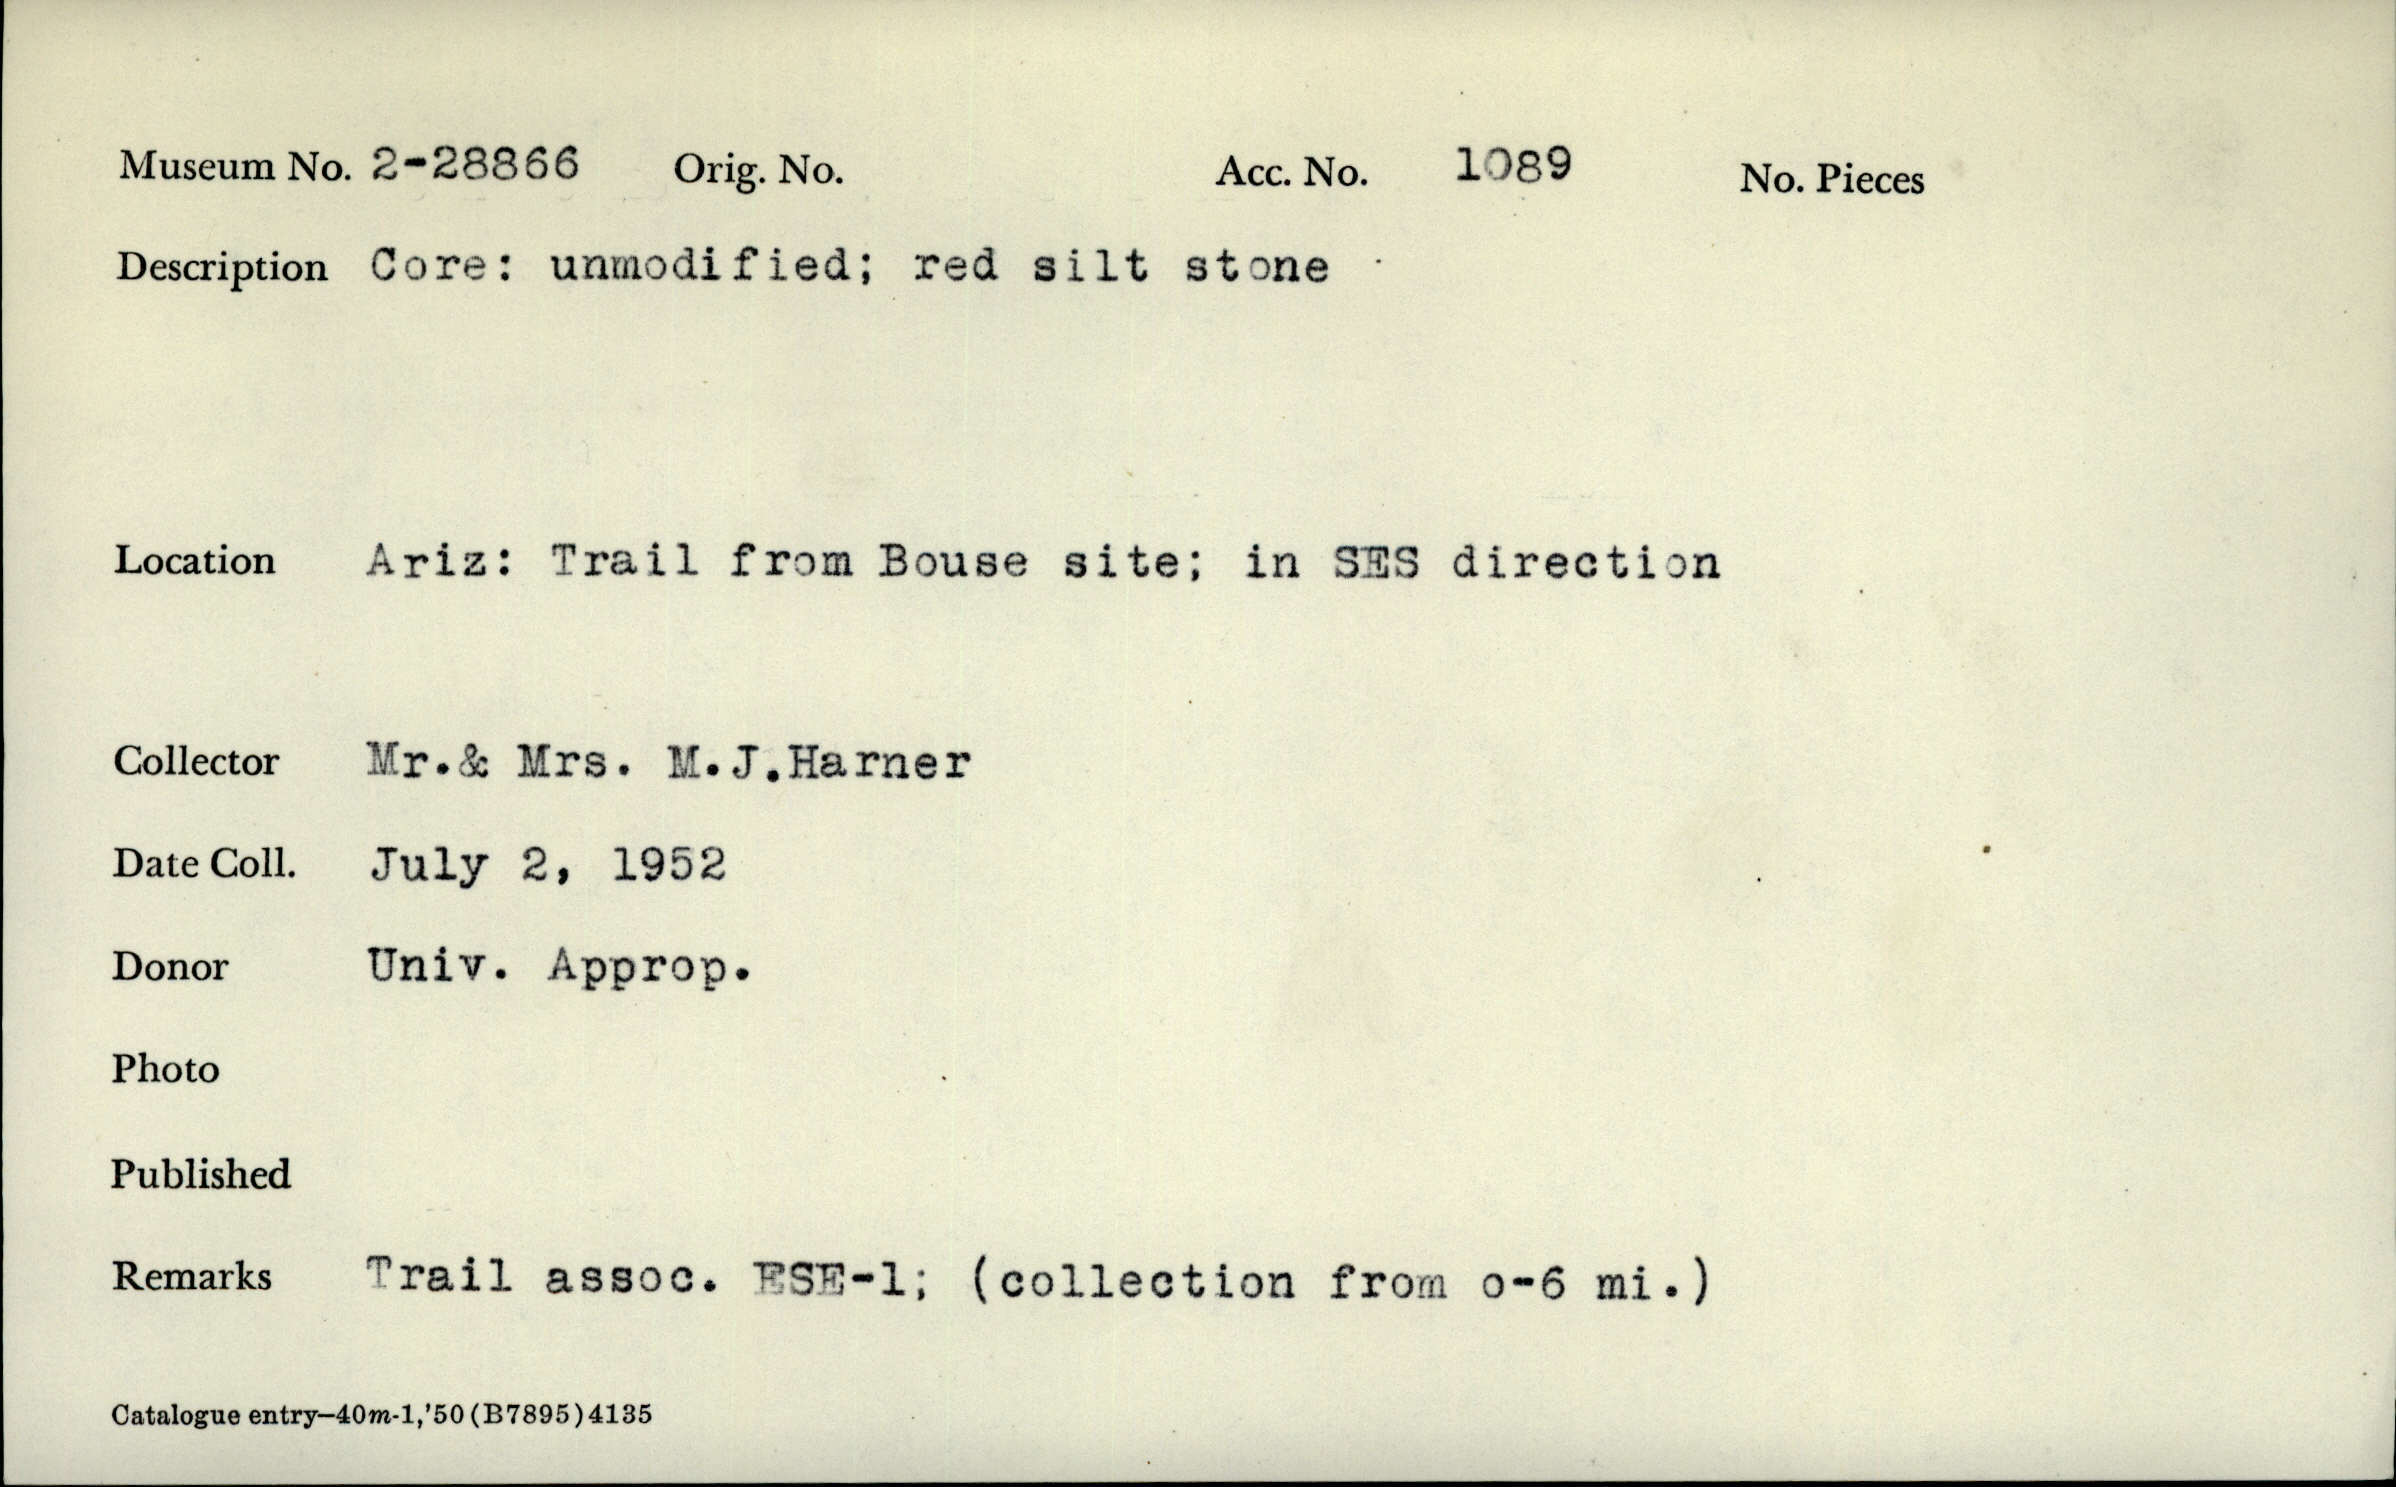 Museum No. 2-28866 Orig. No. Acc. No. 1089 No. Pieces
Description Core: unmodified; red silt stone
Location Ariz: Trail from Bouse site; in SES direction
Collector Mr.& Mrs. M.J.Harner
Date Coll. July 2, 1952
Donor Univ. Approp.
Photo
Published
Remarks Trail assoc. ESE-1; (collection from o-6 mi.)
Catalogue entry—40m-1,'50(B7895)4135